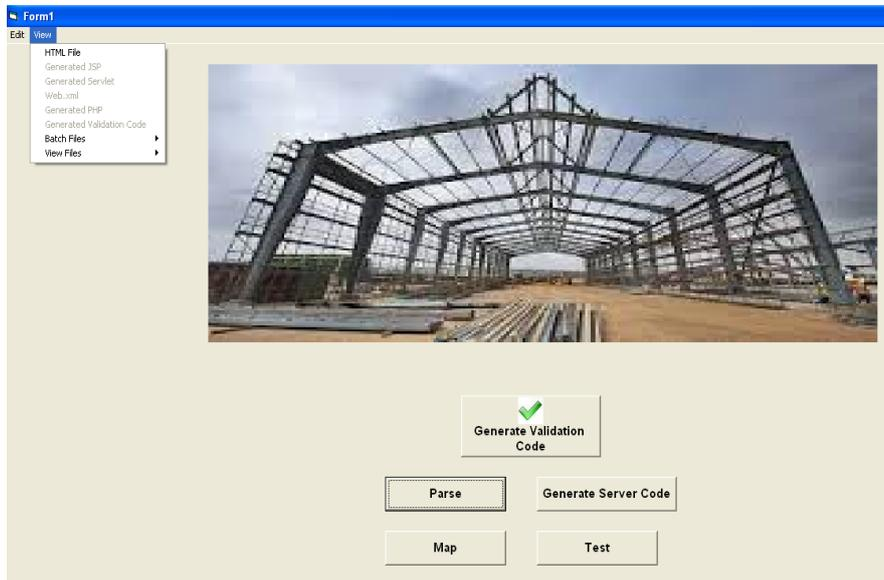 Form1
Edit View
HTML File
Generated JSP
Generated Servlet
Web.xml
Generated PHP
Generated Validation Code
Batch Files
View Files
Generate Validation
Code
Parse
Generate Server Code
Map
Test